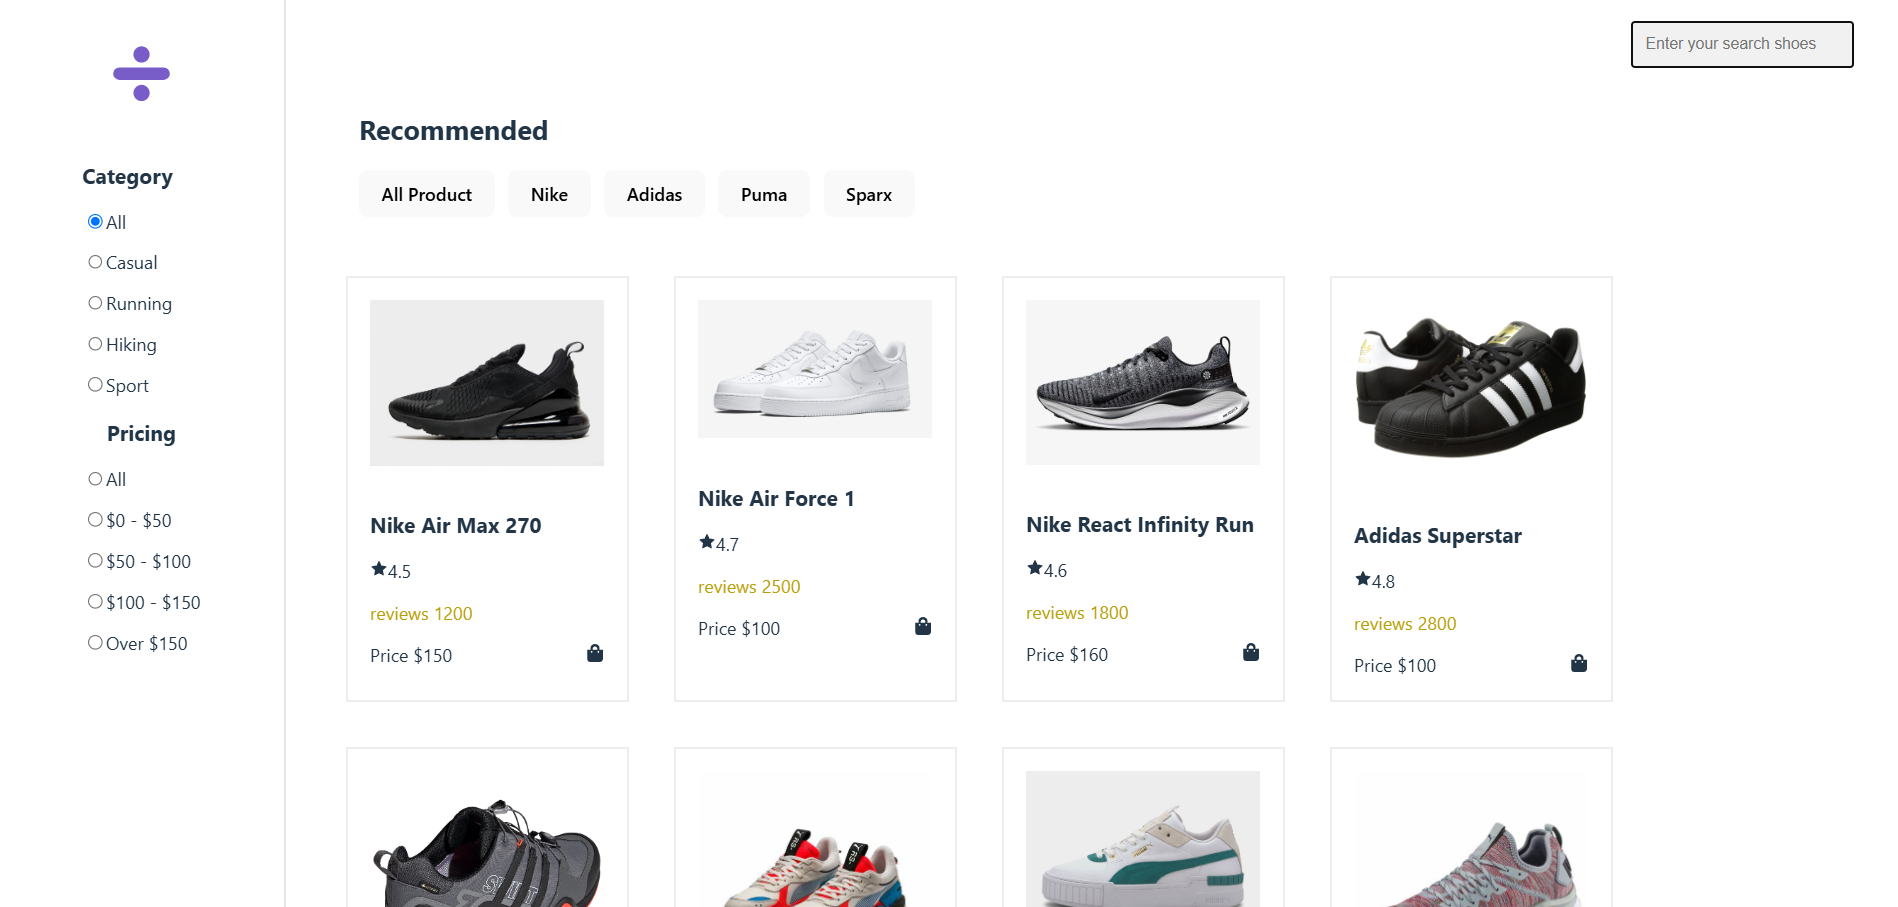 Enter your search shoes
Recommended
All Product
Nike
Adidas
Puma
Sparx
Category
All
Casual
Running
Hiking
Sport
Pricing
All
$0 - $50
$50 - $100
$100 - $150
Over $150
Nike Air Max 270
4.5
reviews 1200
Price $150
Nike Air Force 1
4.7
reviews 2500
Price $100
Nike React Infinity Run
4.6
reviews 1800
Price $160
Adidas Superstar
4.8
reviews 2800
Price $100